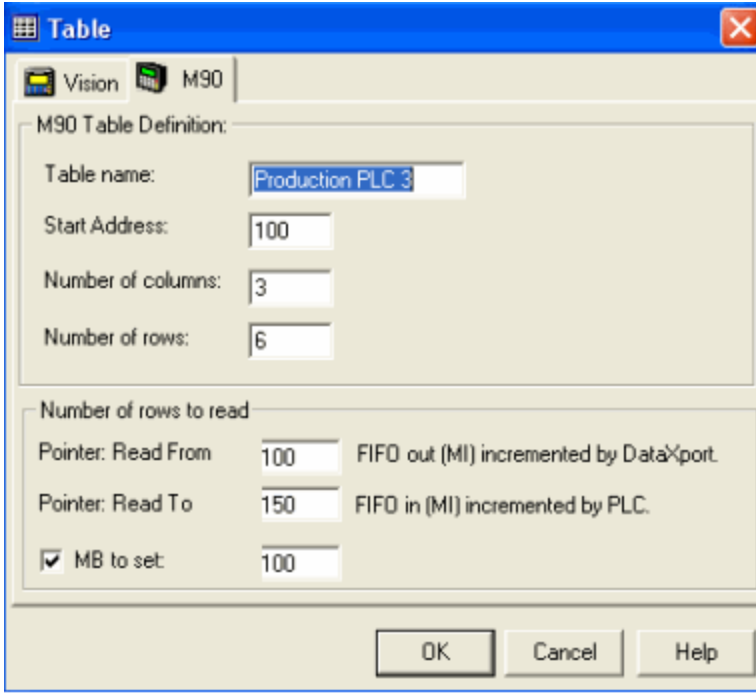 Table
Vision M90
M90 Table Definition:
Table name: Production PLC 3
Start Address: 100
Number of columns: 3
Number of rows: 6
Number of rows to read
Pointer: Read From 100 FIFO out (MI) incremented by DataXport.
Pointer: Read To 150 FIFO in (MI) incremented by PLC.
MB to set: 100
OK Cancel Help